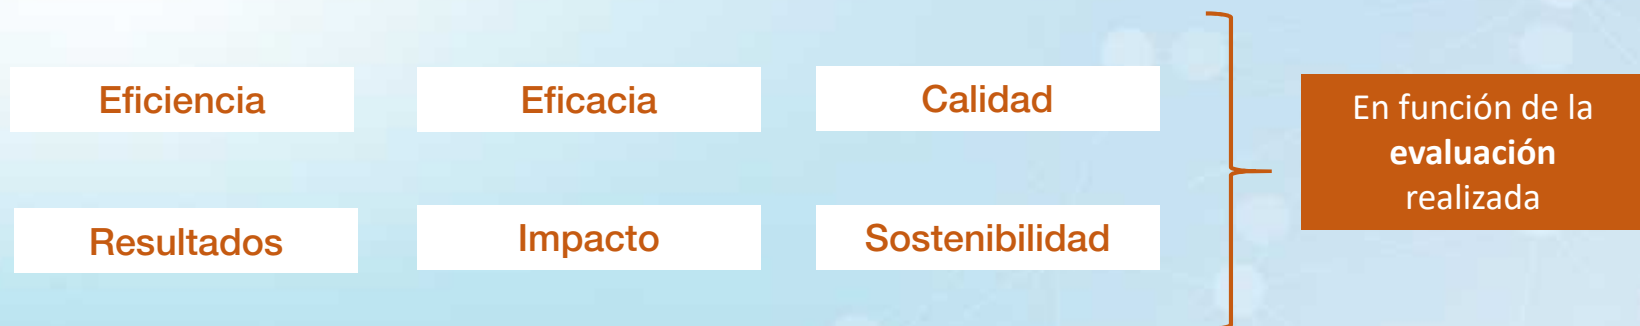 Eficiencia
Eficacia
Calidad
Resultados
Impacto
Sostenibilidad
En función de la
evaluación
realizada